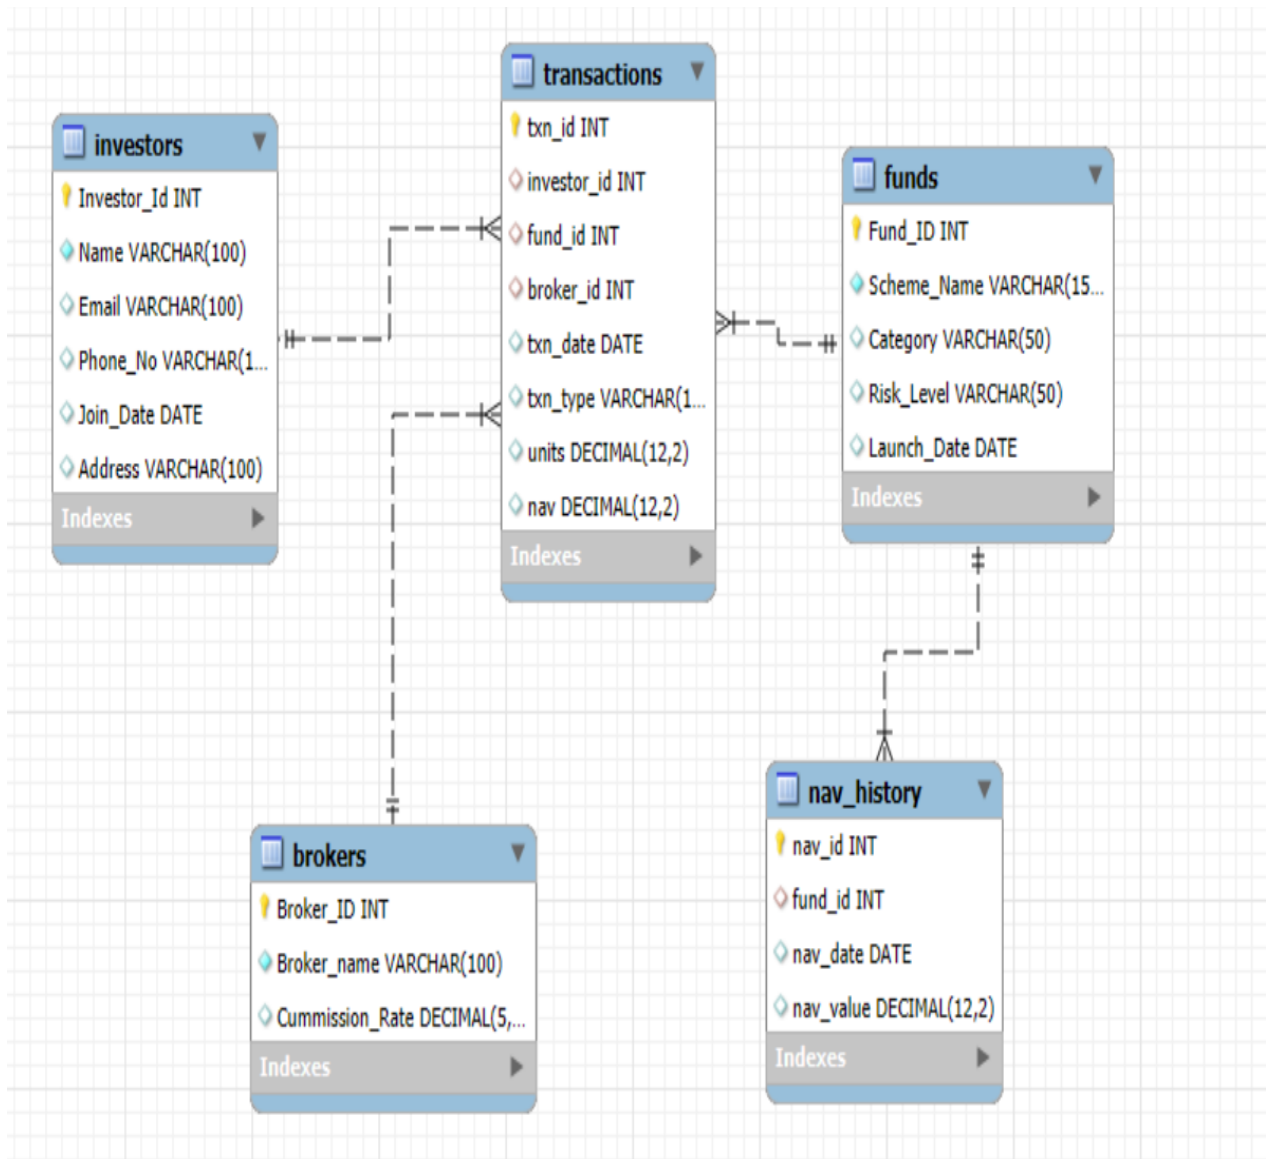 investors
Investor_Id INT
Name VARCHAR(100)
Email VARCHAR(100)
Phone_No VARCHAR(1...
Join_Date DATE
Address VARCHAR(100)
Indexes
transactions
txn_id INT
investor_id INT
fund_id INT
broker_id INT
txn_date DATE
txn_type VARCHAR(1...
units DECIMAL(12,2)
nav DECIMAL(12,2)
Indexes
funds
Fund_ID INT
Scheme_Name VARCHAR(15...
Category VARCHAR(50)
Risk_Level VARCHAR(50)
Launch_Date DATE
Indexes
brokers
Broker_ID INT
Broker_name VARCHAR(100)
Cummission_Rate DECIMAL(5,...
Indexes
nav_history
nav_id INT
fund_id INT
nav_date DATE
nav_value DECIMAL(12,2)
Indexes